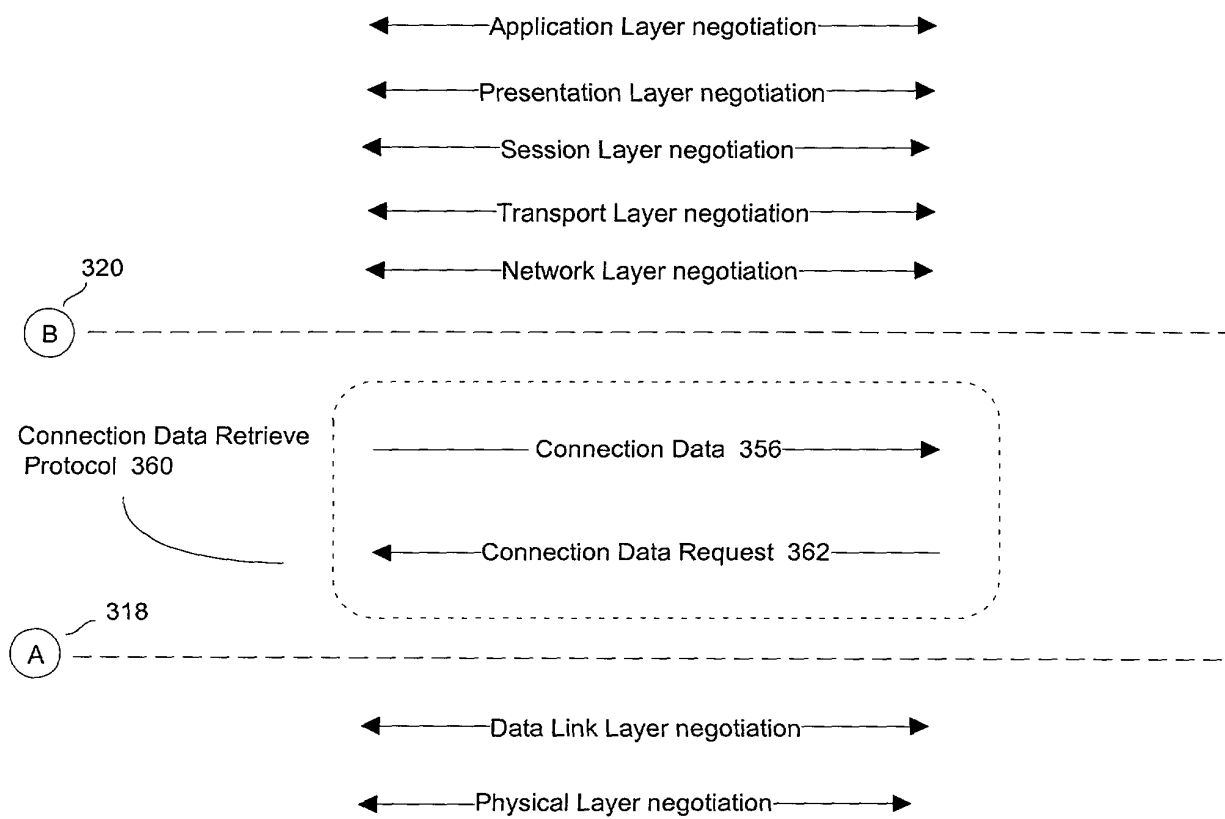 Application Layer negotiation
Presentation Layer negotiation
Session Layer negotiation
Transport Layer negotiation
Network Layer negotiation
320
B
Connection Data Retrieve
Protocol 360
Connection Data 356
Connection Data Request 362
318
A
Data Link Layer negotiation
Physical Layer negotiation